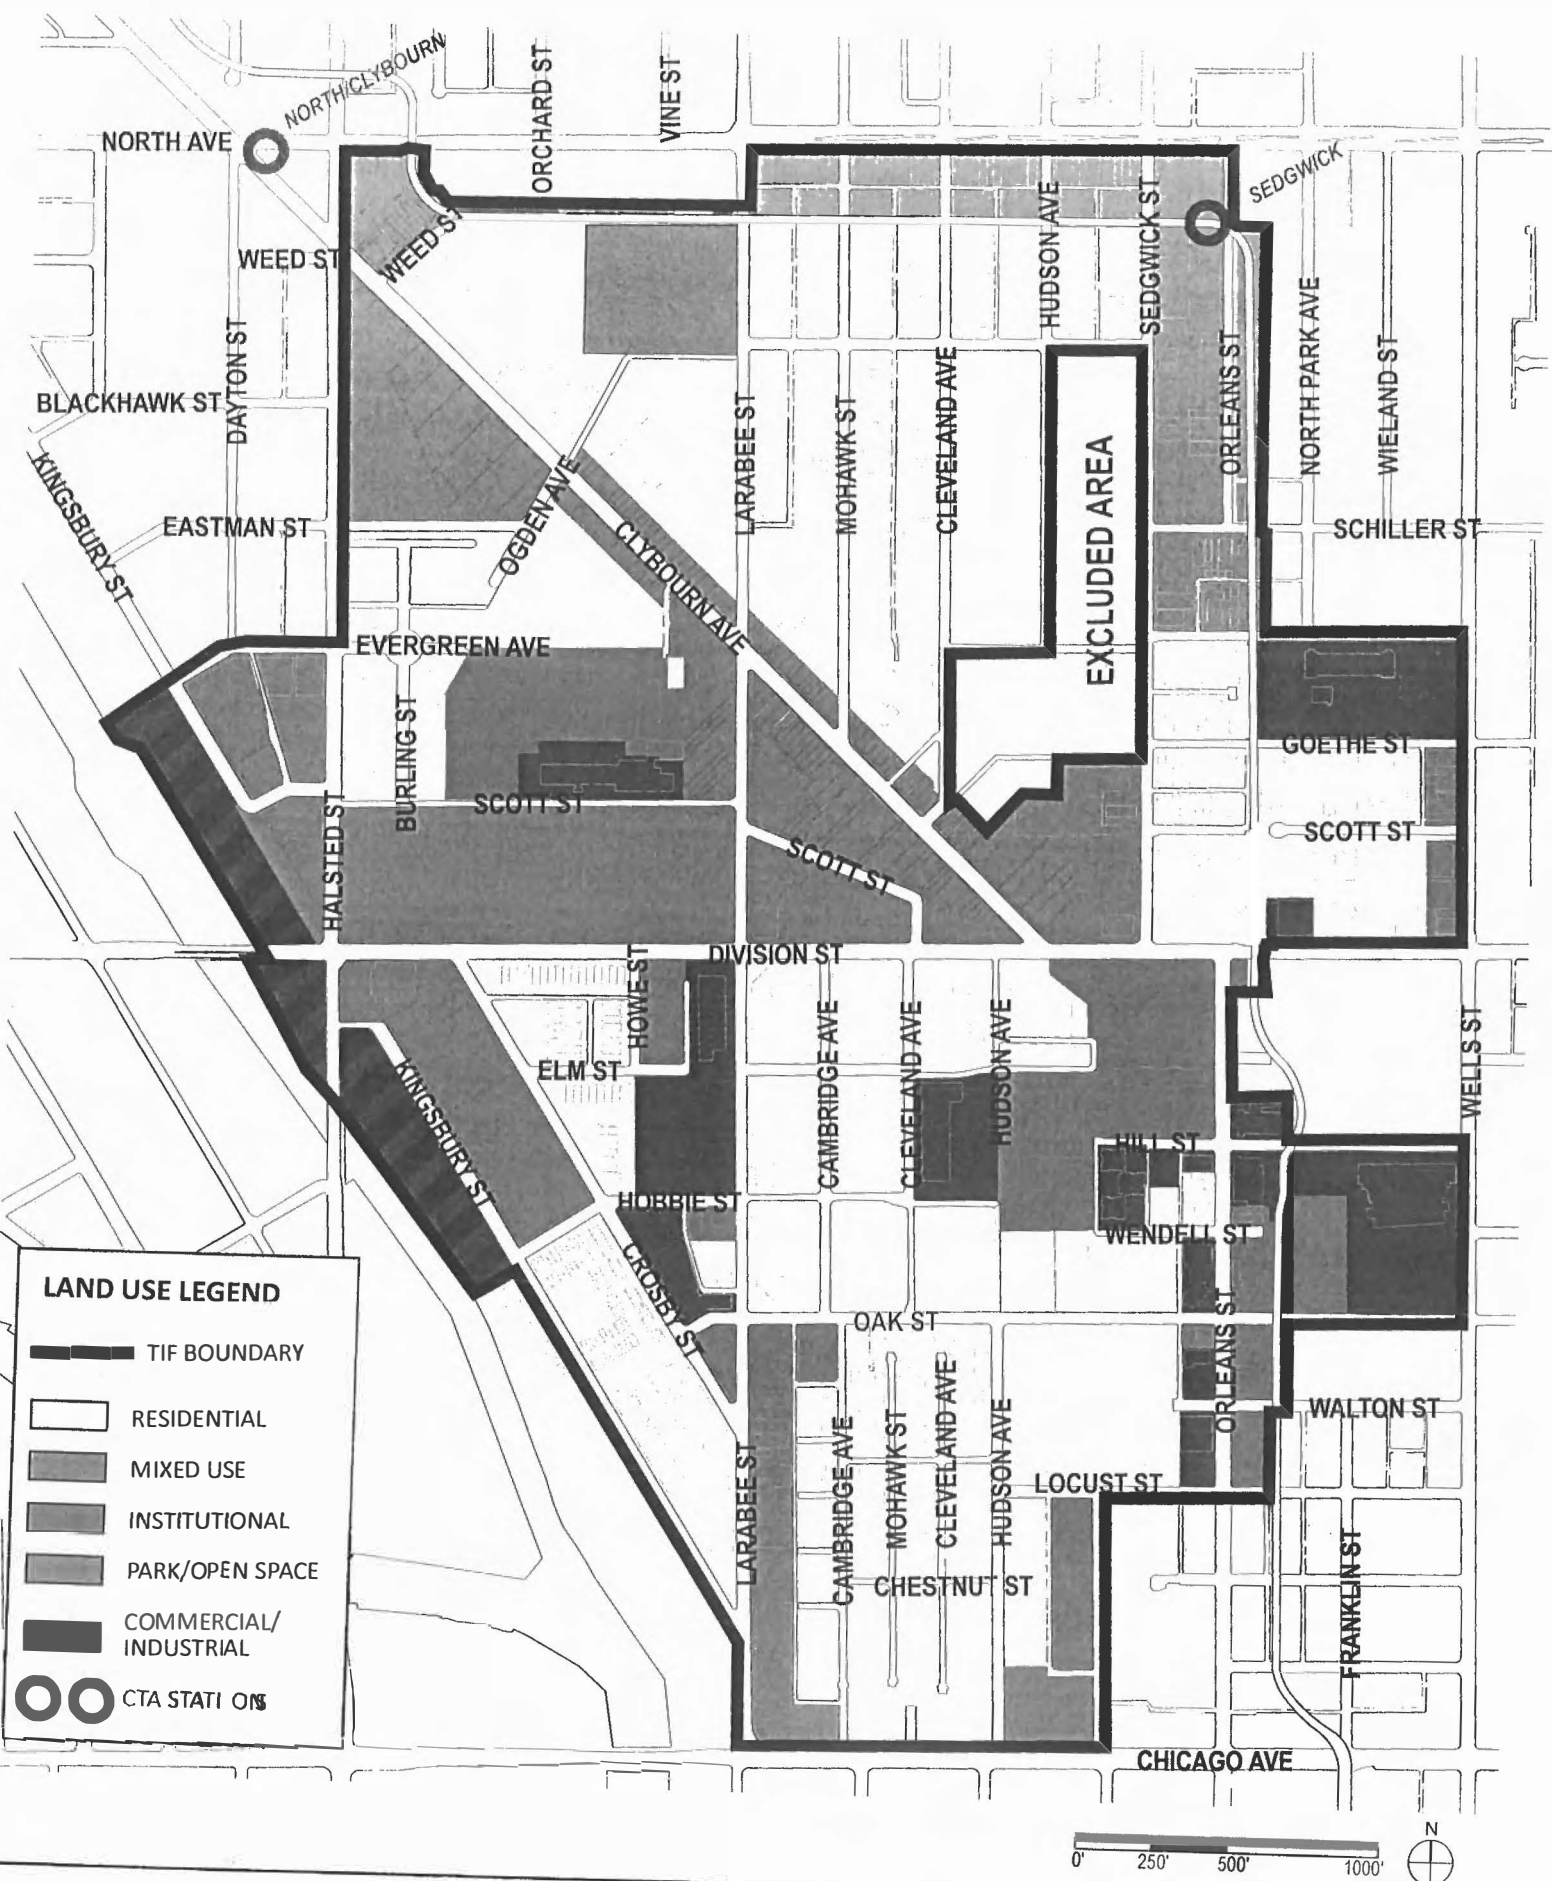 NORTH/CLYBOURN
ORCHARD ST
VINE ST
NORTH AVE
SEDGWICK
WEED ST
WEED ST
HUDSON AVE
SEDGWICK ST
DAYTON ST
BLACKHAWK ST
ORLEANS ST
NORTH PARK AVE
WIELAND ST
KINGSBURY ST
LARABEE ST
MOHAWK ST
CLEVELAND AVE
EXCLUDED AREA
EASTMAN ST
OGDEN AVE
CLYBOURN AVE
SCHILLER ST
EVERGREEN AVE
BURLING ST
GOETHE ST
HALSTED ST
SCOTT ST
SCOTT ST
SCOTT ST
DIVISION ST
HOWE ST
CAMBRIDGE AVE
CLEVELAND AVE
HUDSON AVE
WELLS ST
ELM ST
KINGSBURY ST
HILL ST
HOBBIE ST
WENDELL ST
CROSBY ST
OAK ST
ORLEANS ST
WALTON ST
LARABEE ST
CAMBRIDGE AVE
MOHAWK ST
CLEVELAND AVE
HUDSON AVE
LOCUST ST
CHESTNUT ST
FRANKLIN ST
CHICAGO AVE
LAND USE LEGEND
TIF BOUNDARY
RESIDENTIAL
MIXED USE
INSTITUTIONAL
PARK/OPEN SPACE
COMMERCIAL/
INDUSTRIAL
CTA STATIONS
N
0' 250' 500' 1000'